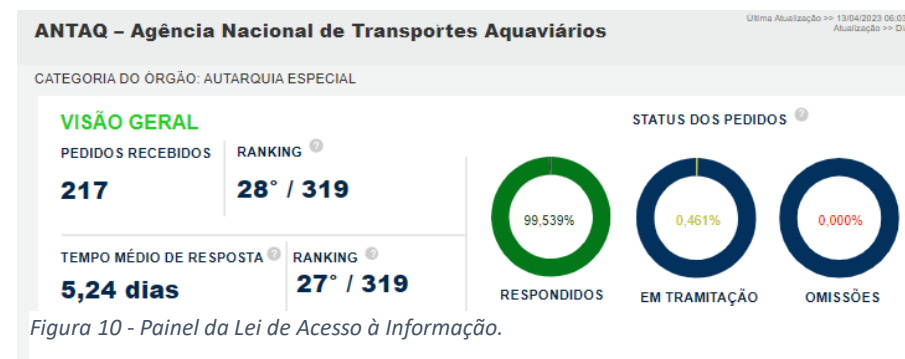 ANTAQ – Agência Nacional de Transportes Aquaviários
Última Atualização >> 13/04/2023 06:03
Atualização >> Di
CATEGORIA DO ÓRGÃO: AUTARQUIA ESPECIAL
VISÃO GERAL
PEDIDOS RECEBIDOS
217
RANKING ?
28° / 319
TEMPO MÉDIO DE RESPOSTA ?
5,24 dias
RANKING ?
27° / 319
STATUS DOS PEDIDOS ?
99,539%
RESPONDIDOS
0,461%
EM TRAMITAÇÃO
0,000%
OMISSÕES
Figura 10 - Painel da Lei de Acesso à Informação.